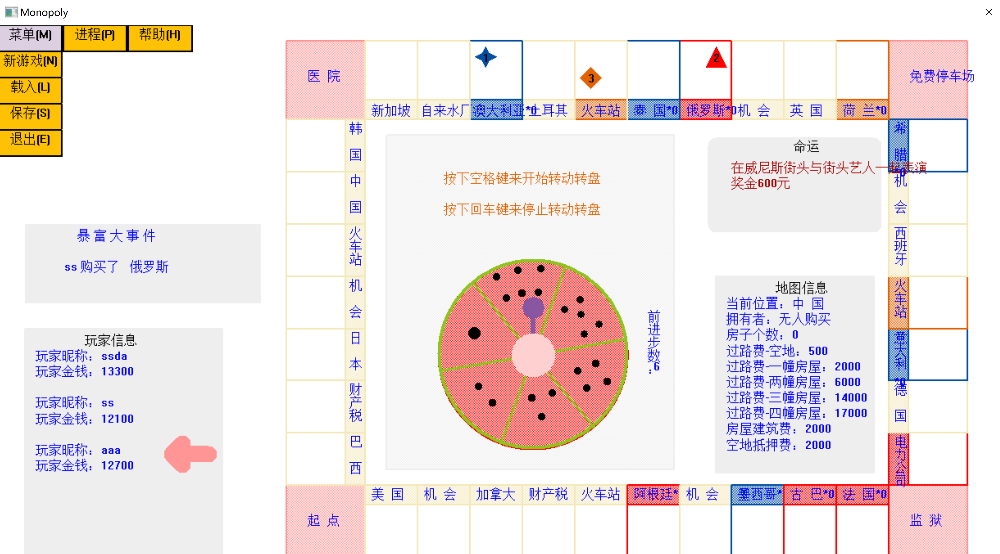 Monopoly
菜单(M)
进程(P)
帮助(H)
新游戏(N)
载入(L)
保存(S)
退出(E)
医 院
1
3
2
免费停车场
新加坡
自来水厂
澳大利亚*0
土耳其
火车站
泰 国*0
俄罗斯*0
机 会
英 国
荷 兰*0
韩 国
中 国
火车站
机 会
日 本
财产税
巴 西
按下空格键来开始转动转盘
按下回车键来停止转动转盘
前进步数:6
命运
在威尼斯街头与街头艺人一起表演
奖金600元
希 腊*0
机 会
西班牙
火车站
意大利*0
德 国
电力公司
暴富大事件
ss 购买了 俄罗斯
玩家信息
玩家昵称：ssda
玩家金钱：13300
玩家昵称：ss
玩家金钱：12100
玩家昵称：aaa
玩家金钱：12700
地图信息
当前位置：中 国
拥有者：无人购买
房子个数：0
过路费-空地：500
过路费-一幢房屋：2000
过路费-两幢房屋：6000
过路费-三幢房屋：14000
过路费-四幢房屋：17000
房屋建筑费：2000
空地抵押费：2000
起 点
美 国
机 会
加拿大
财产税
火车站
阿根廷*
机 会
墨西哥*
古 巴*0
法 国*0
监 狱